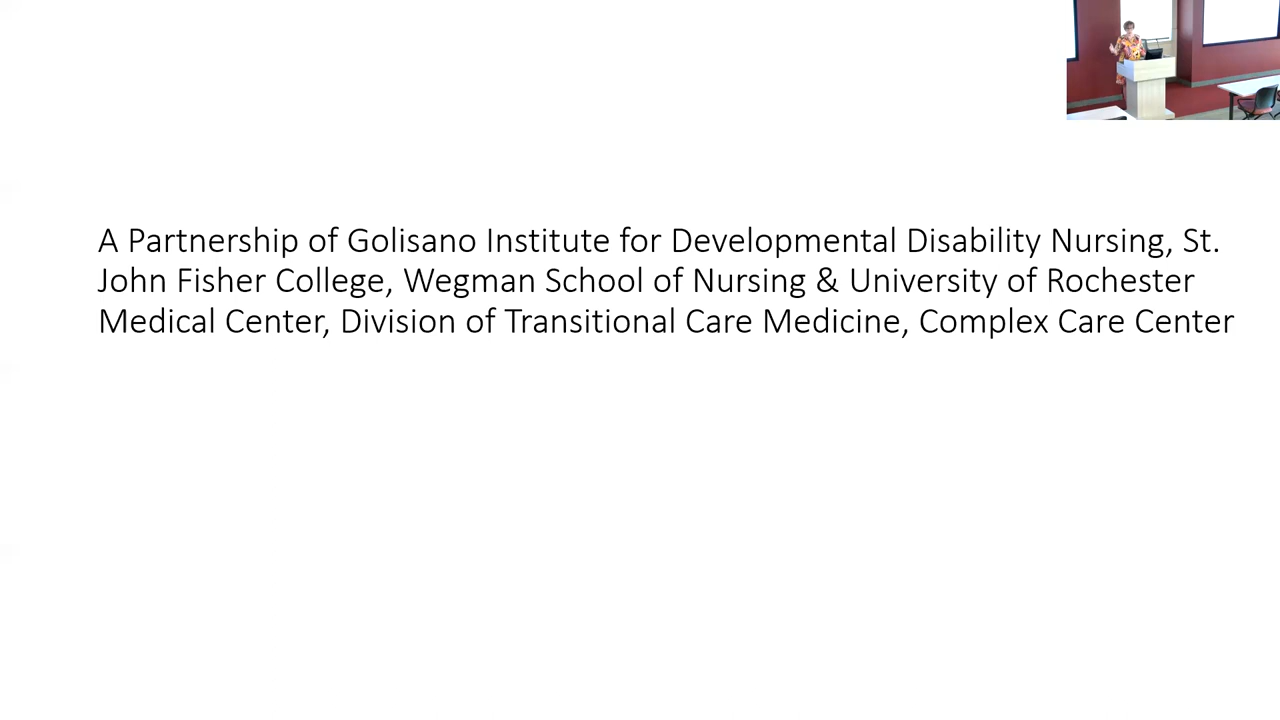 A Partnership of Golisano Institute for Developmental Disability Nursing, St.
John Fisher College, Wegman School of Nursing & University of Rochester
Medical Center, Division of Transitional Care Medicine, Complex Care Center